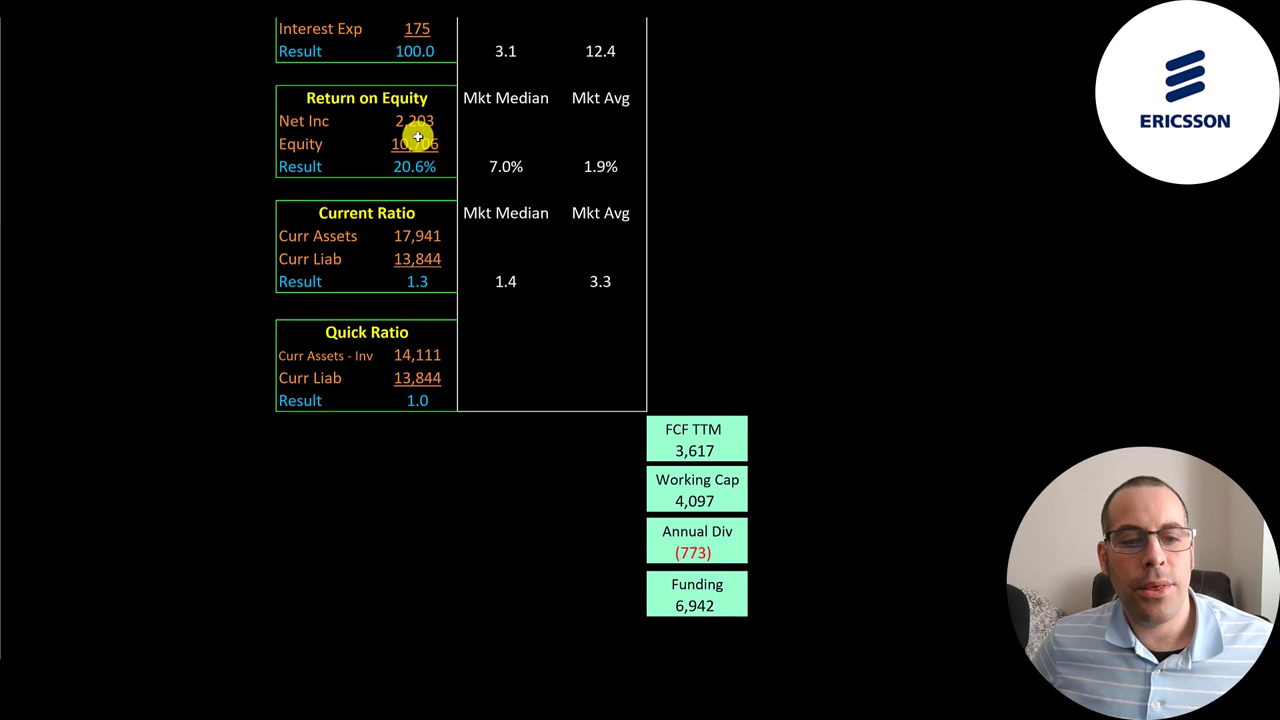 Interest Exp 175
Result 100.0 3.1 12.4
Return on Equity Mkt Median Mkt Avg
Net Inc 2,203
Equity 10,706
Result 20.6% 7.0% 1.9%
Current Ratio Mkt Median Mkt Avg
Curr Assets 17,941
Curr Liab 13,844
Result 1.3 1.4 3.3
Quick Ratio
Curr Assets - Inv 14,111
Curr Liab 13,844
Result 1.0
FCF TTM
3,617
Working Cap
4,097
Annual Div
(773)
Funding
6,942
ERICSSON